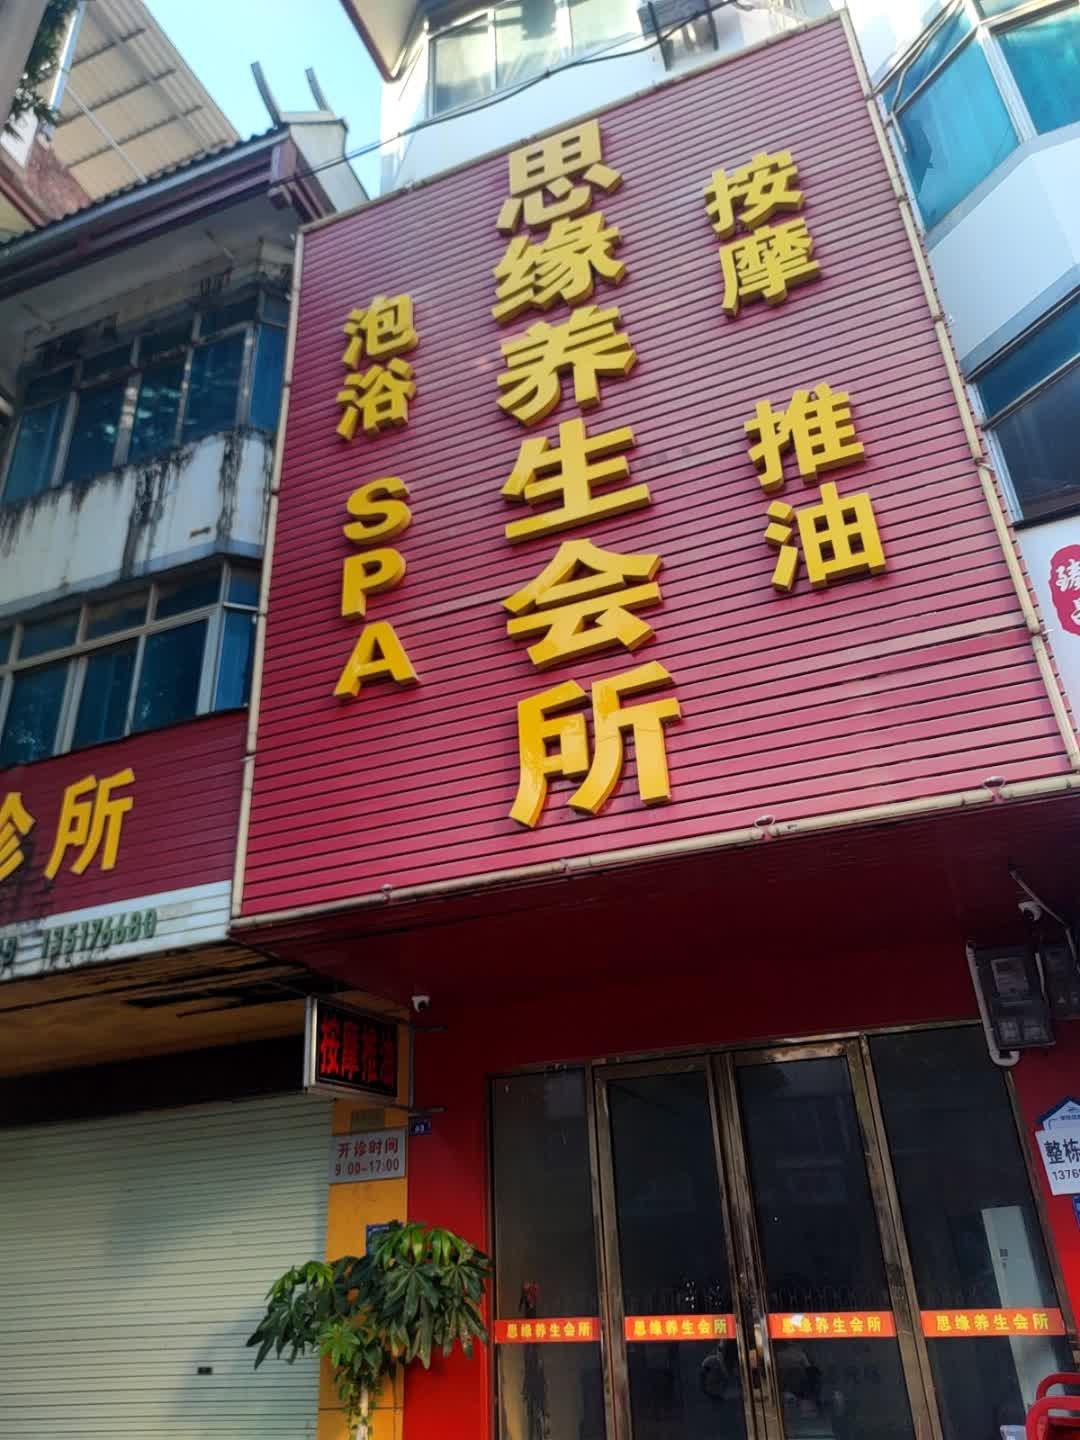 思缘养生会所
按摩
推油
泡浴
SPA
诊所
135176680
按摩推油
开诊时间
9:00-17:00
整栋
1376
思缘养生会所
思缘养生会所
思缘养生会所
思缘养生会所